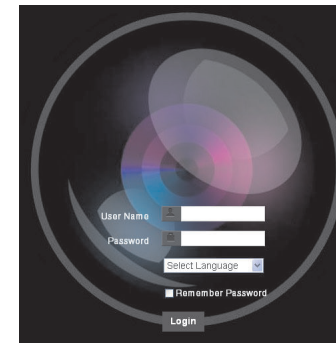 User Name
Password
Select Language
Remember Password
Login